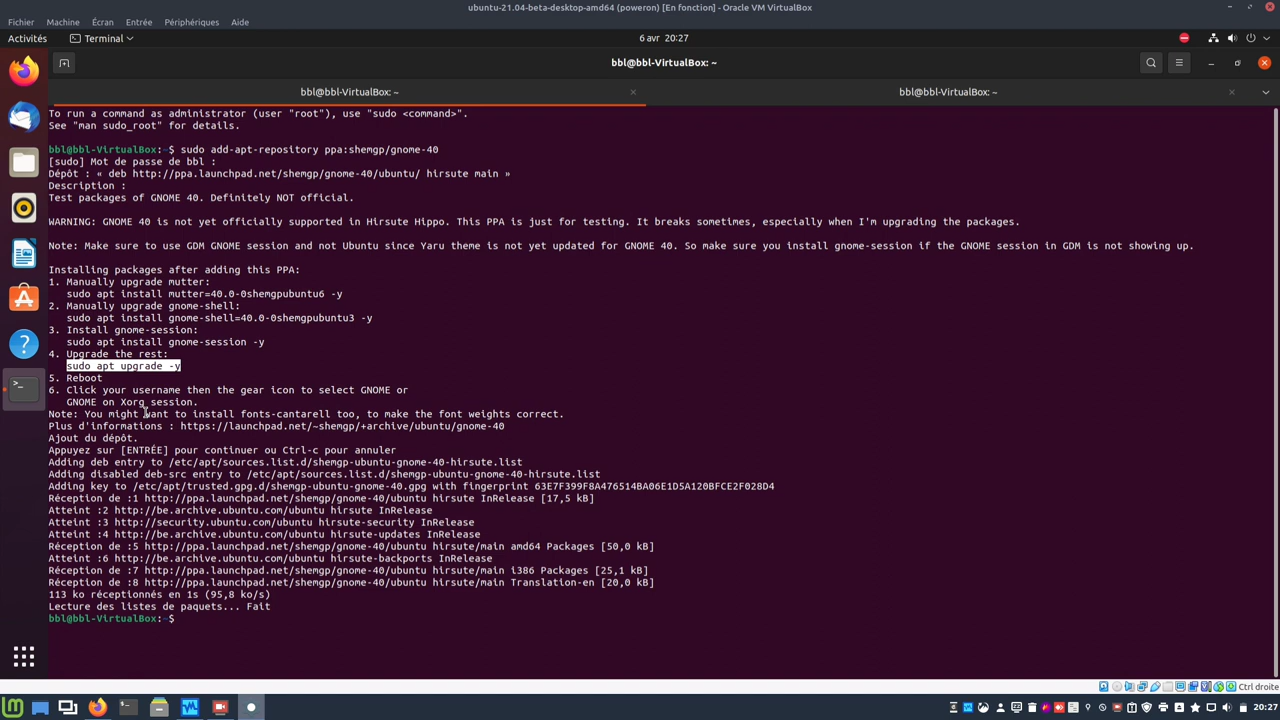 ubuntu-21.04-beta-desktop-amd64 (poweron) [En fonction] - Oracle VM VirtualBox
Fichier Machine Écran Entrée Périphériques Aide
Activités Terminal 6 avr 20:27
bbl@bbl-VirtualBox: ~
bbl@bbl-VirtualBox: ~ bbl@bbl-VirtualBox: ~
To run a command as administrator (user "root"), use "sudo <command>".
See "man sudo_root" for details.
bbl@bbl-VirtualBox:~$ sudo add-apt-repository ppa:shemgp/gnome-40
[sudo] Mot de passe de bbl :
Dépôt : « deb http://ppa.launchpad.net/shemgp/gnome-40/ubuntu/ hirsute main »
Description :
Test packages of GNOME 40. Definitely NOT official.
WARNING: GNOME 40 is not yet officially supported in Hirsute Hippo. This PPA is just for testing. It breaks sometimes, especially when I'm upgrading the packages.
Note: Make sure to use GDM GNOME session and not Ubuntu since Yaru theme is not yet updated for GNOME 40. So make sure you install gnome-session if the GNOME session in GDM is not showing up.
Installing packages after adding this PPA:
1. Manually upgrade mutter:
sudo apt install mutter=40.0-0shemgpubuntu6 -y
2. Manually upgrade gnome-shell:
sudo apt install gnome-shell=40.0-0shemgpubuntu3 -y
3. Install gnome-session:
sudo apt install gnome-session -y
4. Upgrade the rest:
sudo apt upgrade -y
5. Reboot
6. Click your username then the gear icon to select GNOME or
GNOME on Xorg session.
Note: You might want to install fonts-cantarell too, to make the font weights correct.
Plus d'informations : https://launchpad.net/~shemgp/+archive/ubuntu/gnome-40
Ajout du dépôt.
Appuyez sur [ENTRÉE] pour continuer ou Ctrl-c pour annuler
Adding deb entry to /etc/apt/sources.list.d/shemgp-ubuntu-gnome-40-hirsute.list
Adding disabled deb-src entry to /etc/apt/sources.list.d/shemgp-ubuntu-gnome-40-hirsute.list
Adding key to /etc/apt/trusted.gpg.d/shemgp-ubuntu-gnome-40.gpg with fingerprint 63E7F399F8A476514BA06E1D5A120BFCE2F028D4
Réception de :1 http://ppa.launchpad.net/shemgp/gnome-40/ubuntu hirsute InRelease [17,5 kB]
Atteint :2 http://be.archive.ubuntu.com/ubuntu hirsute InRelease
Atteint :3 http://security.ubuntu.com/ubuntu hirsute-security InRelease
Atteint :4 http://be.archive.ubuntu.com/ubuntu hirsute-updates InRelease
Réception de :5 http://ppa.launchpad.net/shemgp/gnome-40/ubuntu hirsute/main amd64 Packages [50,0 kB]
Atteint :6 http://be.archive.ubuntu.com/ubuntu hirsute-backports InRelease
Réception de :7 http://ppa.launchpad.net/shemgp/gnome-40/ubuntu hirsute/main i386 Packages [25,1 kB]
Réception de :8 http://ppa.launchpad.net/shemgp/gnome-40/ubuntu hirsute/main Translation-en [20,0 kB]
113 ko réceptionnés en 1s (95,8 ko/s)
Lecture des listes de paquets... Fait
bbl@bbl-VirtualBox:~$
Ctrl droite
20:27